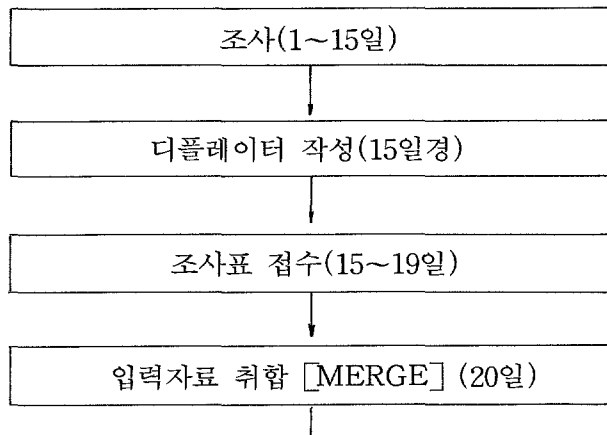 조사(1～15일)
디플레이터 작성(15일경)
조사표 접수(15～19일)
입력자료 취합 [MERGE] (20일)